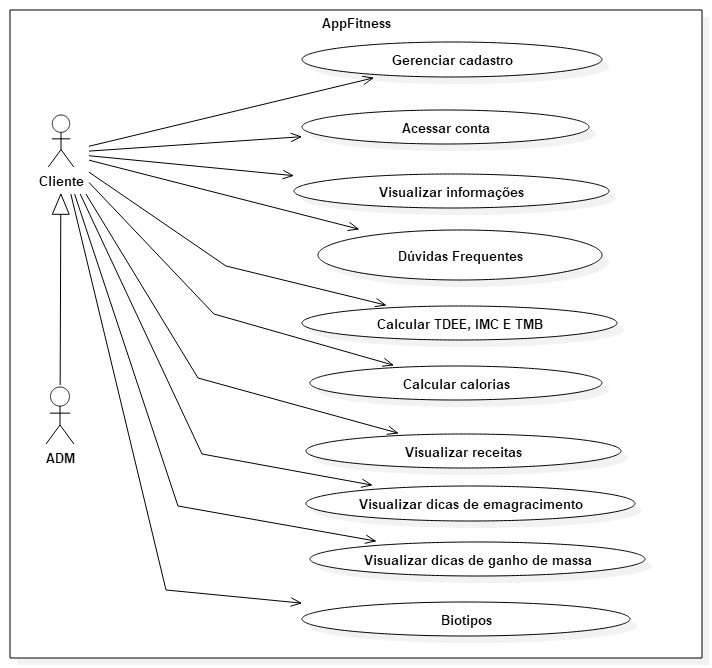 AppFitness
Gerenciar cadastro
Acessar conta
Cliente
Visualizar informações
Dúvidas Frequentes
Calcular TDEE, IMC E TMB
Calcular calorias
ADM
Visualizar receitas
Visualizar dicas de emagracimento
Visualizar dicas de ganho de massa
Biotipos